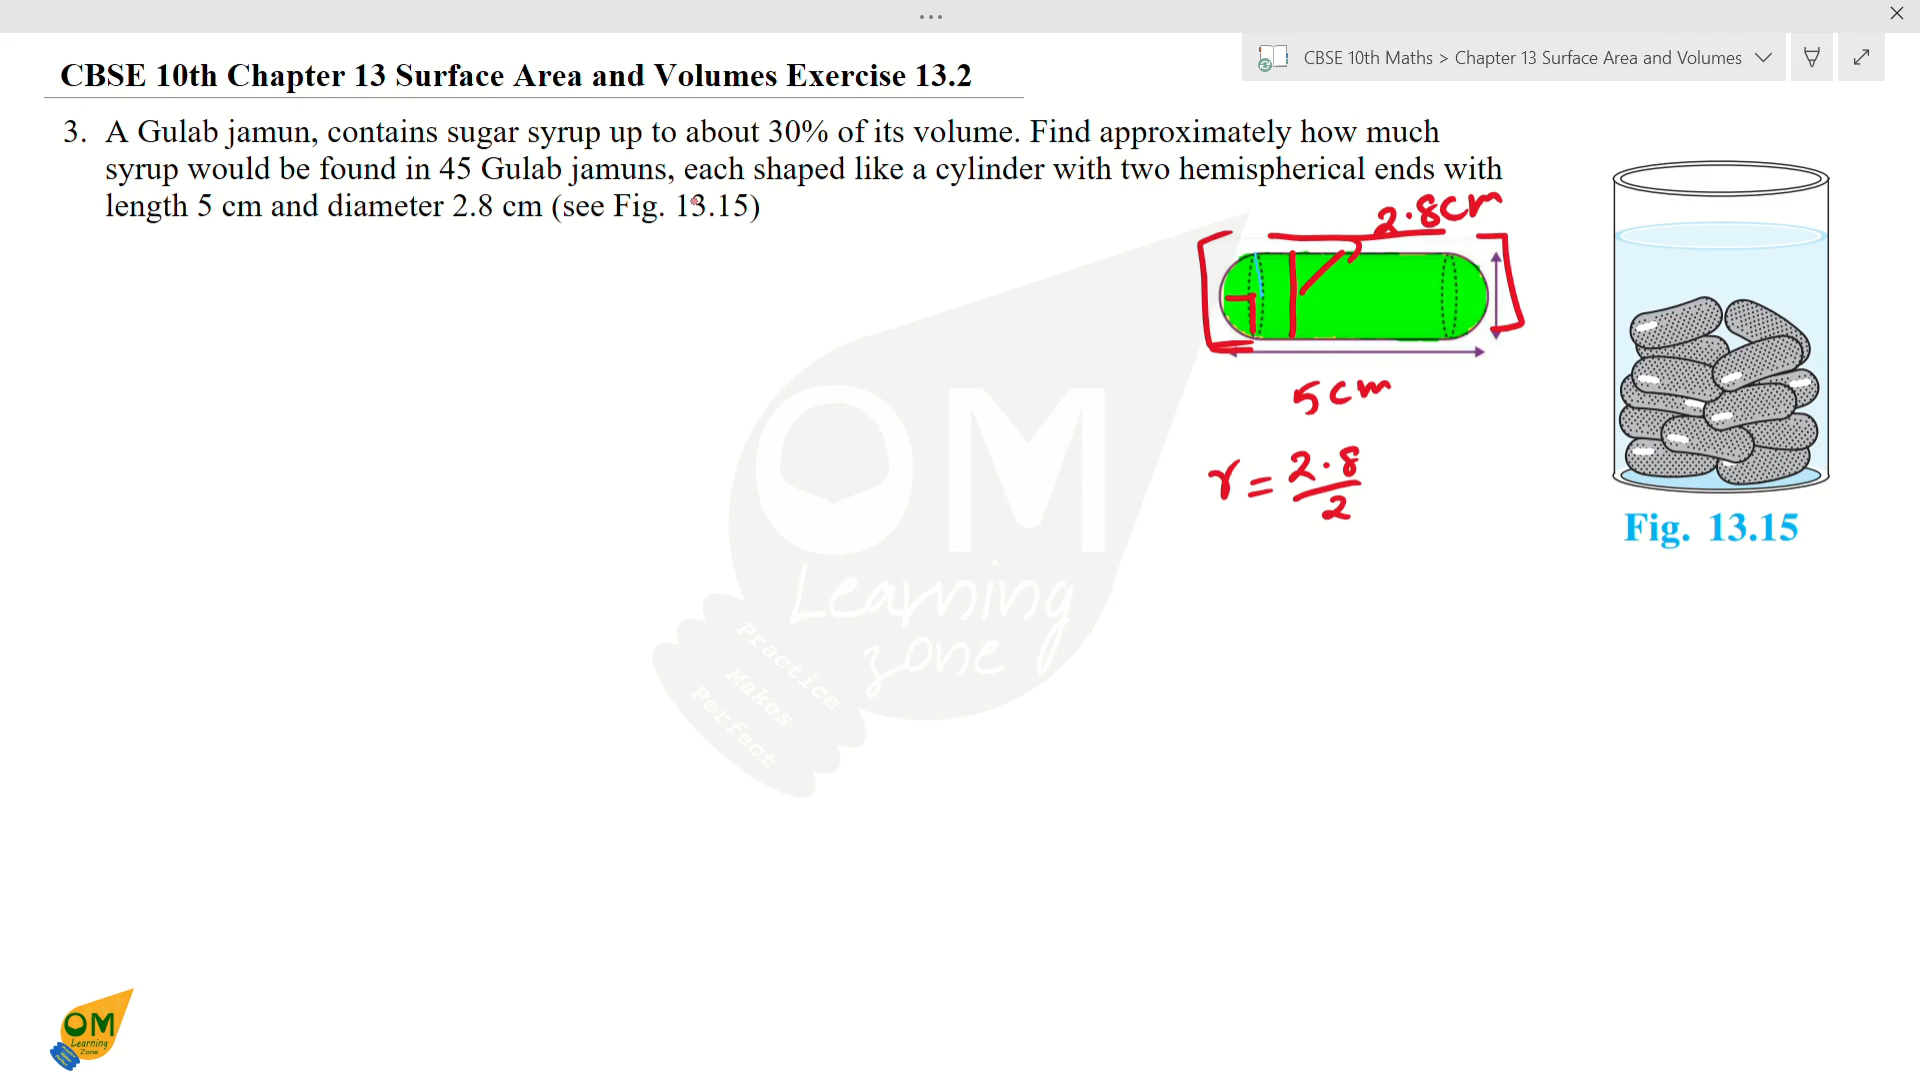 CBSE 10th Maths > Chapter 13 Surface Area and Volumes
CBSE 10th Chapter 13 Surface Area and Volumes Exercise 13.2
3. A Gulab jamun, contains sugar syrup up to about 30% of its volume. Find approximately how much
syrup would be found in 45 Gulab jamuns, each shaped like a cylinder with two hemispherical ends with
length 5 cm and diameter 2.8 cm (see Fig. 13.15)
2.8cm
5cm
r = 2.8/2
Fig. 13.15
OM
Learning
zone
Practice
Makes
Perfect
OM
Learning
Zone